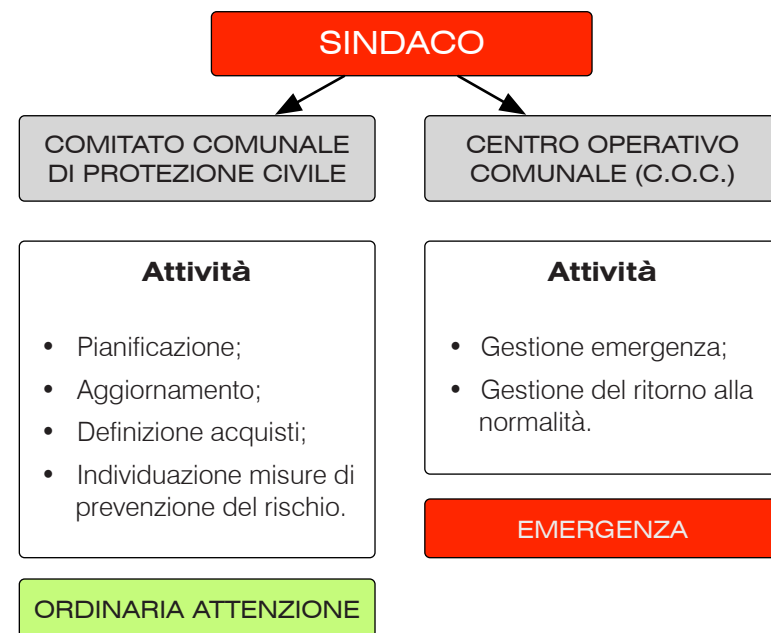 SINDACO
COMITATO COMUNALE
DI PROTEZIONE CIVILE
Attività
• Pianificazione;
• Aggiornamento;
• Definizione acquisti;
• Individuazione misure di
prevenzione del rischio.
ORDINARIA ATTENZIONE
CENTRO OPERATIVO
COMUNALE (C.O.C.)
Attività
• Gestione emergenza;
• Gestione del ritorno alla
normalità.
EMERGENZA